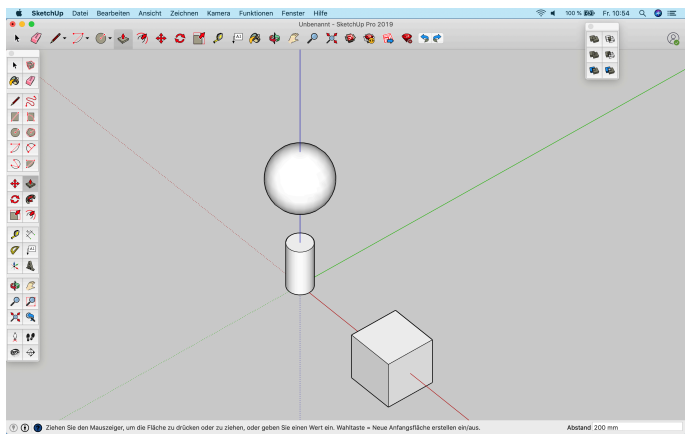 SketchUp Datei Bearbeiten Ansicht Zeichnen Kamera Funktionen Fenster Hilfe 100 % Fr. 10:54
Unbenannt - SketchUp Pro 2019
Ziehen Sie den Mauszeiger, um die Fläche zu drücken oder zu ziehen, oder geben Sie einen Wert ein. Wahltaste = Neue Anfangsfläche erstellen ein/aus. Abstand 200 mm